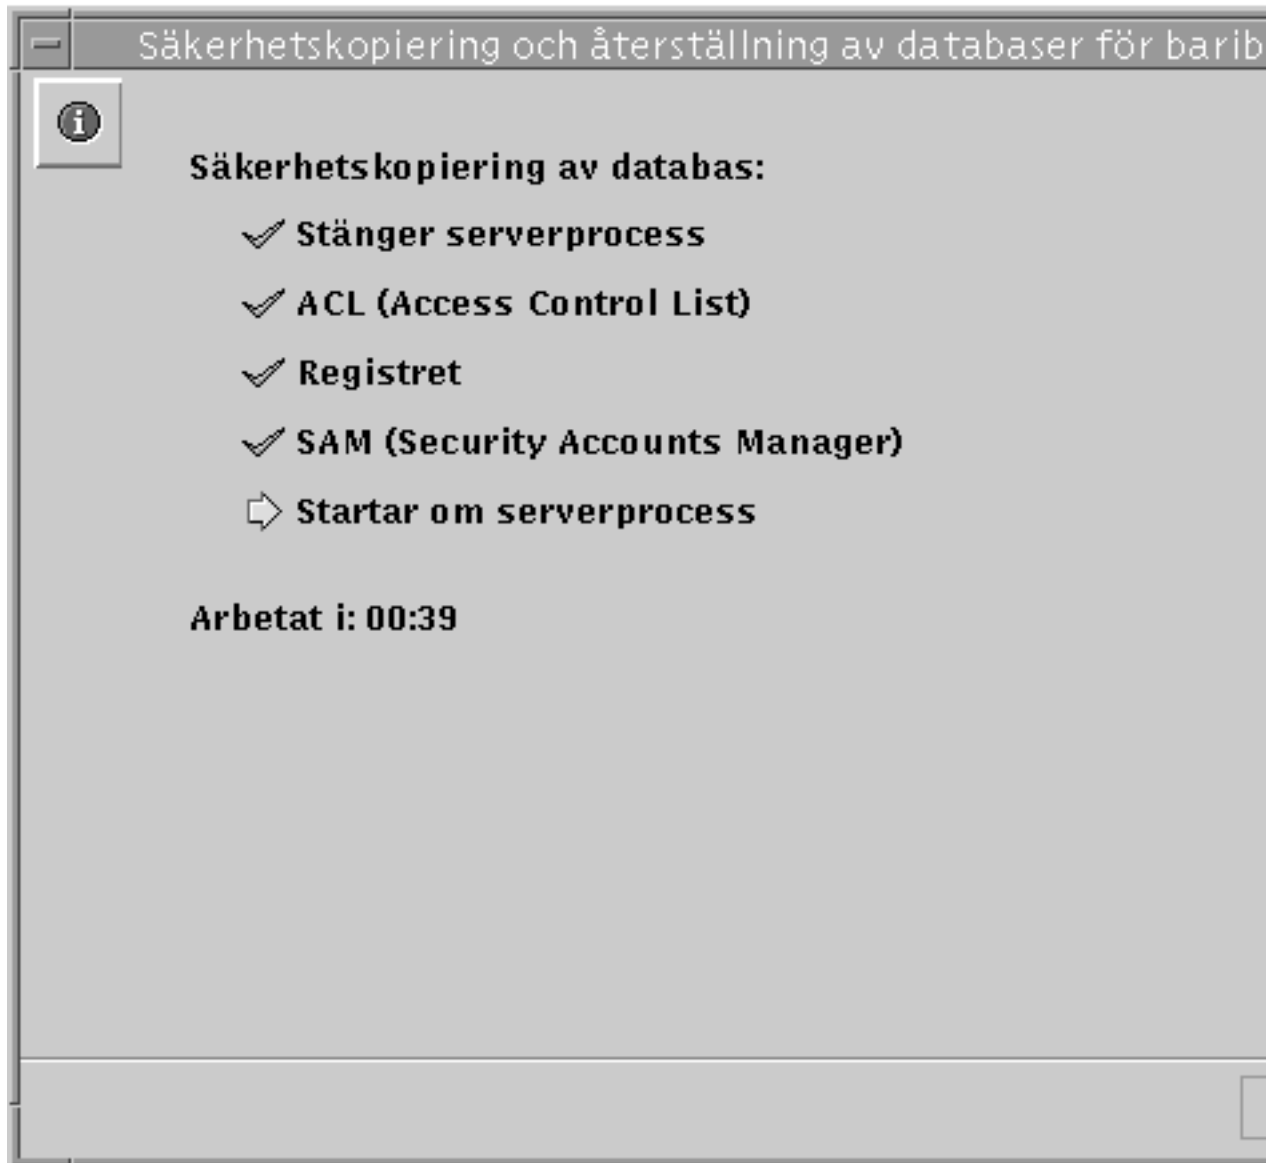 Säkerhetskopiering och återställning av databaser för barib
Säkerhetskopiering av databas:
Stänger serverprocess
ACL (Access Control List)
Registret
SAM (Security Accounts Manager)
Startar om serverprocess
Arbetat i: 00:39